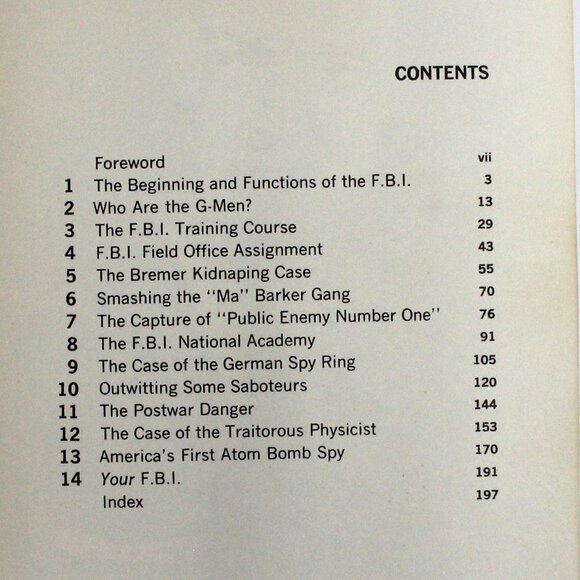 CONTENTS
Foreword vii
1 The Beginning and Functions of the F.B.I. 3
2 Who Are the G-Men? 13
3 The F.B.I. Training Course 29
4 F.B.I. Field Office Assignment 43
5 The Bremer Kidnaping Case 55
6 Smashing the "Ma" Barker Gang 70
7 The Capture of "Public Enemy Number One" 76
8 The F.B.I. National Academy 91
9 The Case of the German Spy Ring 105
10 Outwitting Some Saboteurs 120
11 The Postwar Danger 144
12 The Case of the Traitorous Physicist 153
13 America's First Atom Bomb Spy 170
14 Your F.B.I. 191
Index 197